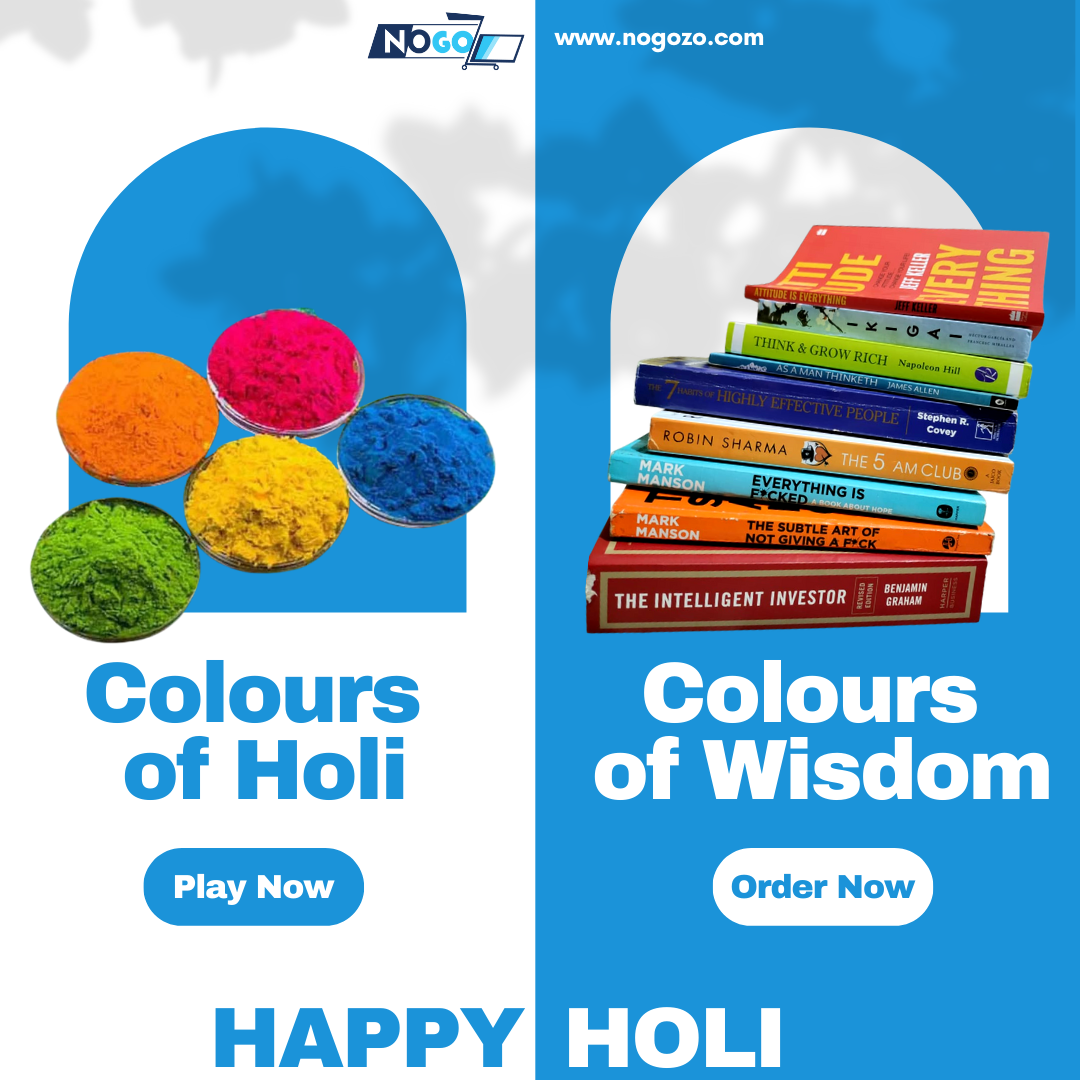 NOGO
www.nogozo.com
ATTITUDE IS EVERYTHING
JEFF KELLER
JEFF KELLER
IKIGAI
THINK & GROW RICH Napoleon Hill
AS A MAN THINKETH JAMES ALLEN
THE 7 HABITS OF HIGHLY EFFECTIVE PEOPLE
Stephen R.
Covey
ROBIN SHARMA THE 5 AM CLUB
MARK
MANSON
EVERYTHING IS
F*CKED A BOOK ABOUT HOPE
MARK
MANSON
THE SUBTLE ART OF
NOT GIVING A F*CK
THE INTELLIGENT INVESTOR
REVISED
EDITION
BENJAMIN
GRAHAM
HARPER
BUSINESS
Colours
of Holi
Colours
of Wisdom
Play Now
Order Now
HAPPY HOLI